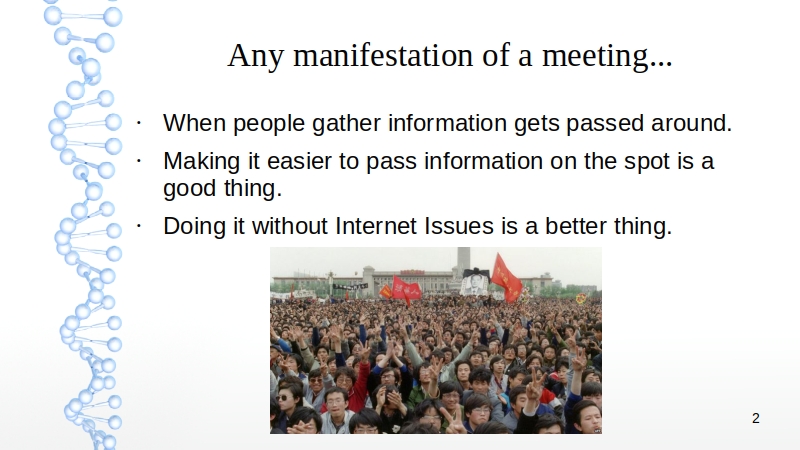 Any manifestation of a meeting...
· When people gather information gets passed around.
· Making it easier to pass information on the spot is a
good thing.
· Doing it without Internet Issues is a better thing.
2